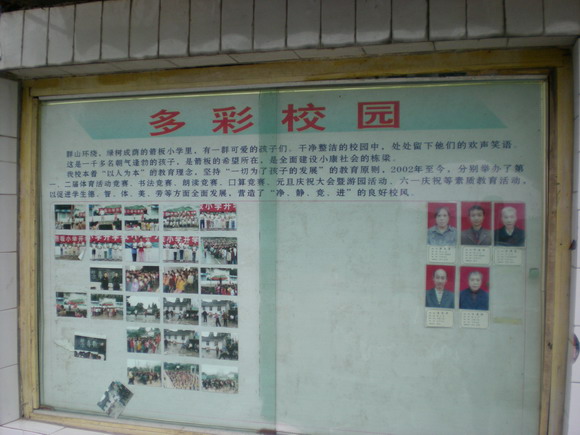 多彩校园
群山环绕，绿树成荫的箭板小学里，有一群可爱的孩子们。干净整洁的校园中，处处留下他们的欢声笑语。
这是一千多名朝气蓬勃的孩子，是箭板的希望所在，是全面建设小康社会的栋梁。
我校本着“以人为本”的教育理念，坚持“一切为了孩子的发展”的教育原则，2002年至今，分别举办了第
一、二届体育活动竞赛、书法竞赛、朗读竞赛、口算竞赛、元旦庆祝大会暨游园活动、六一庆祝等素质教育活动，
以促进学生德、智、体、美、劳等方面全面发展，营造了“净、静、竞、进”的良好校风。